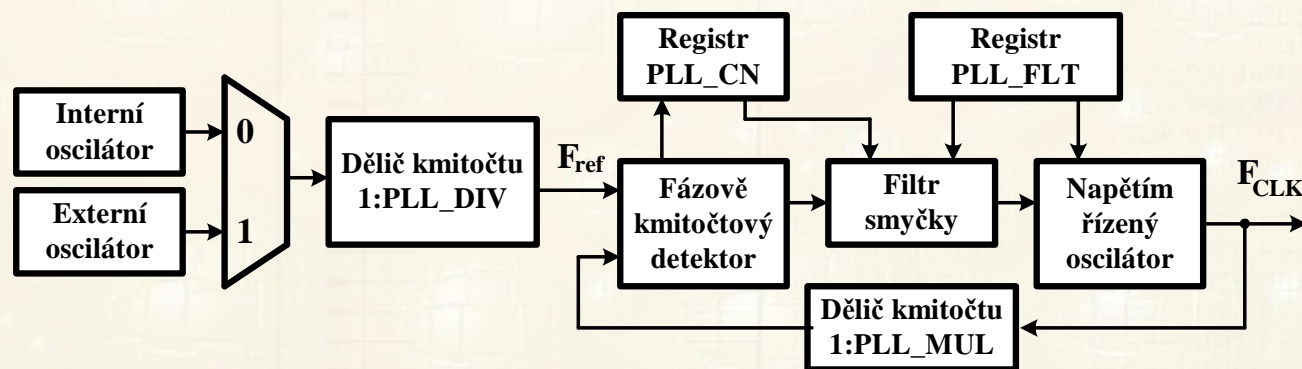 Registr
PLL_CN
Registr
PLL_FLT
Interní
oscilátor
0
Dělič kmitočtu
1:PLL_DIV
Fref
Fázově
kmitočtový
detektor
Filtr
smyčky
Napětím
řízený
oscilátor
FCLK
Externí
oscilátor
1
Dělič kmitočtu
1:PLL_MUL